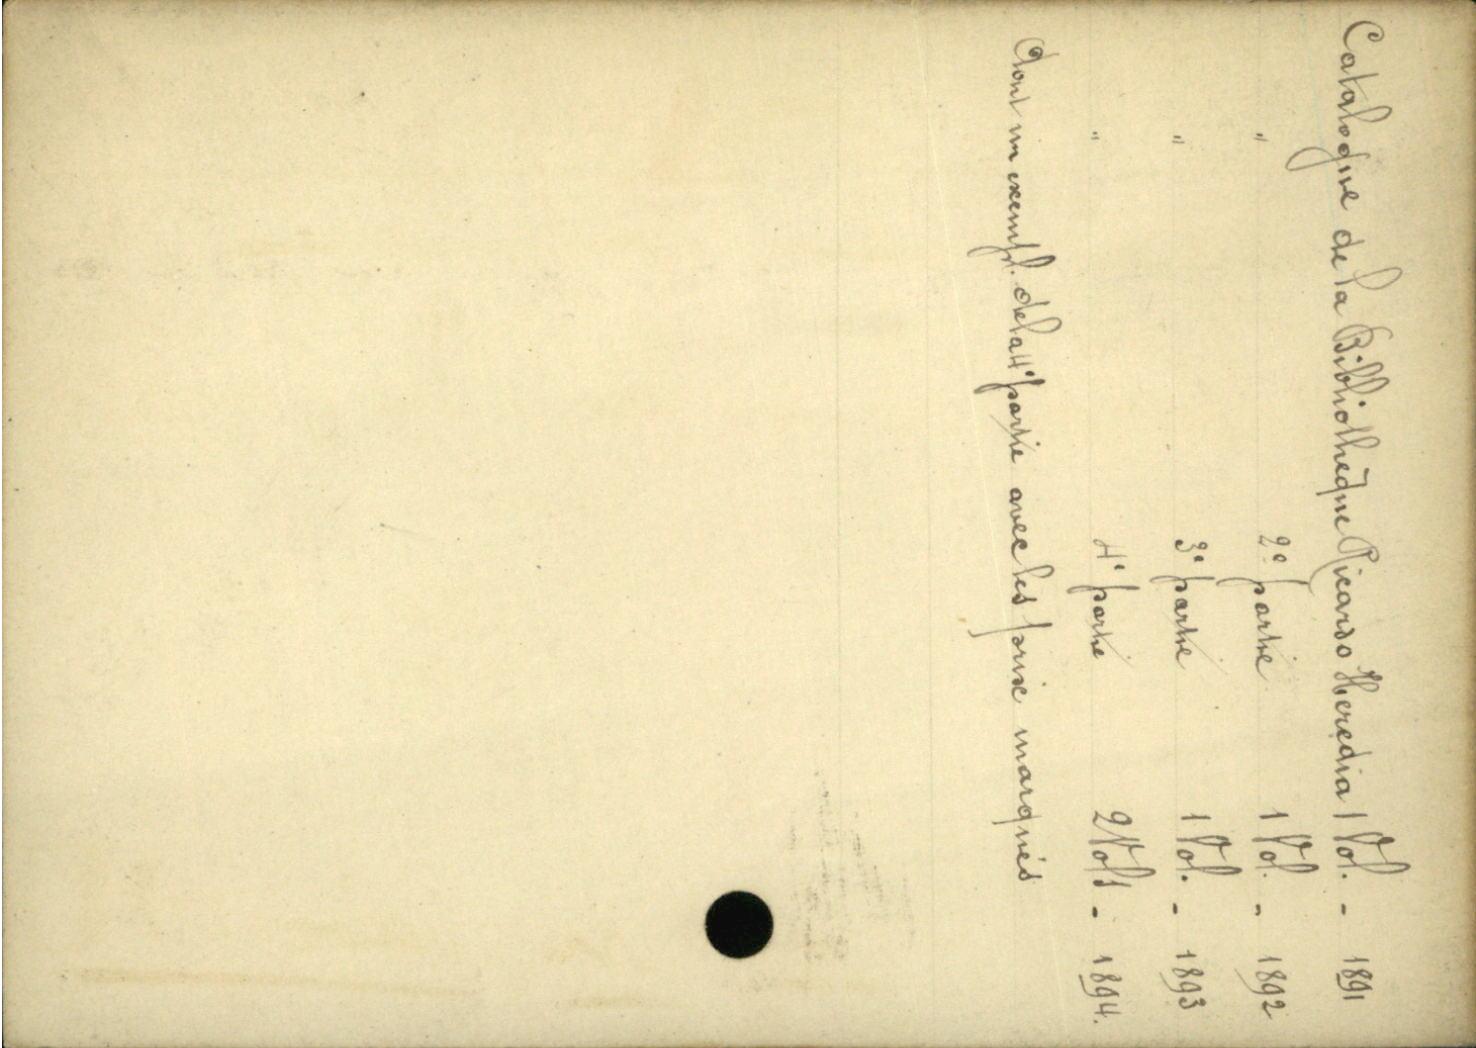 Catalogue de la Bibliothèque Ricardo Heredia 1 Vol. - 1891
" 2e partie 1 Vol. - 1892
" 3e partie 1 Vol. - 1893
" 4e partie 2 Vols - 1894.
dont un exempl. de la 4e partie avec les prix marqués